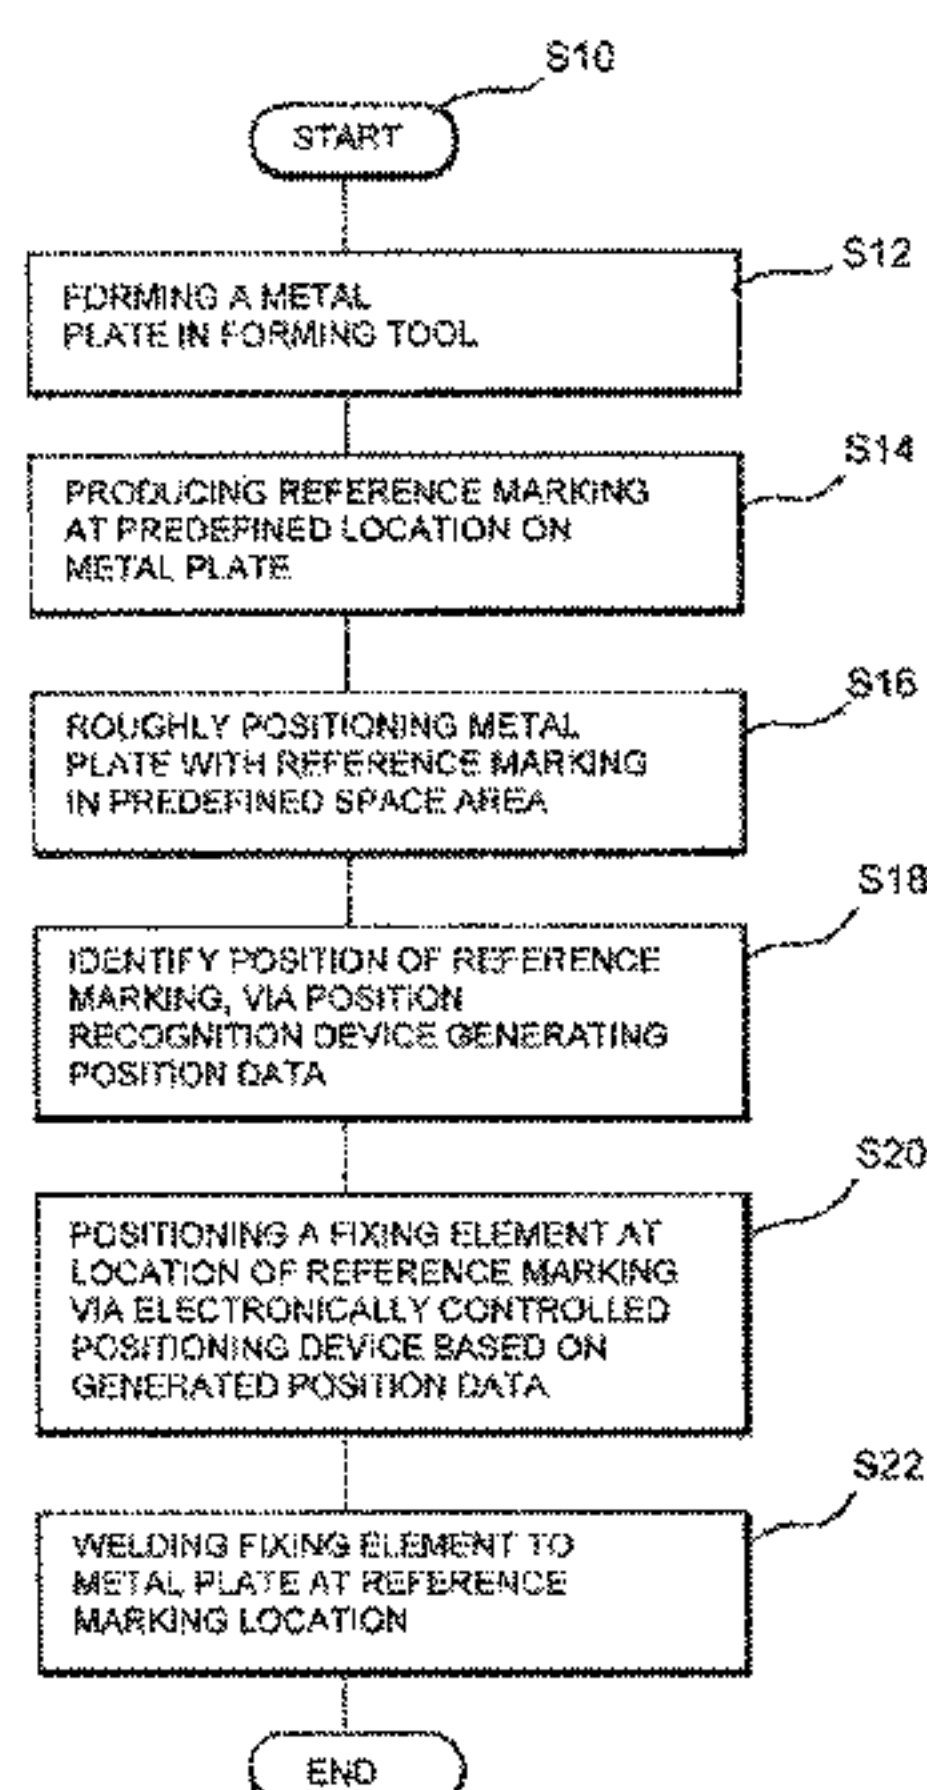 S10
START
S12
FORMING A METAL
PLATE IN FORMING TOOL
S14
PRODUCING REFERENCE MARKING
AT PREDEFINED LOCATION ON
METAL PLATE
S16
ROUGHLY POSITIONING METAL
PLATE WITH REFERENCE MARKING
IN PREDEFINED SPACE AREA
S18
IDENTIFY POSITION OF REFERENCE
MARKING, VIA POSITION
RECOGNITION DEVICE GENERATING
POSITION DATA
S20
POSITIONING A FIXING ELEMENT AT
LOCATION OF REFERENCE MARKING
VIA ELECTRONICALLY CONTROLLED
POSITIONING DEVICE BASED ON
GENERATED POSITION DATA
S22
WELDING FIXING ELEMENT TO
METAL PLATE AT REFERENCE
MARKING LOCATION
END